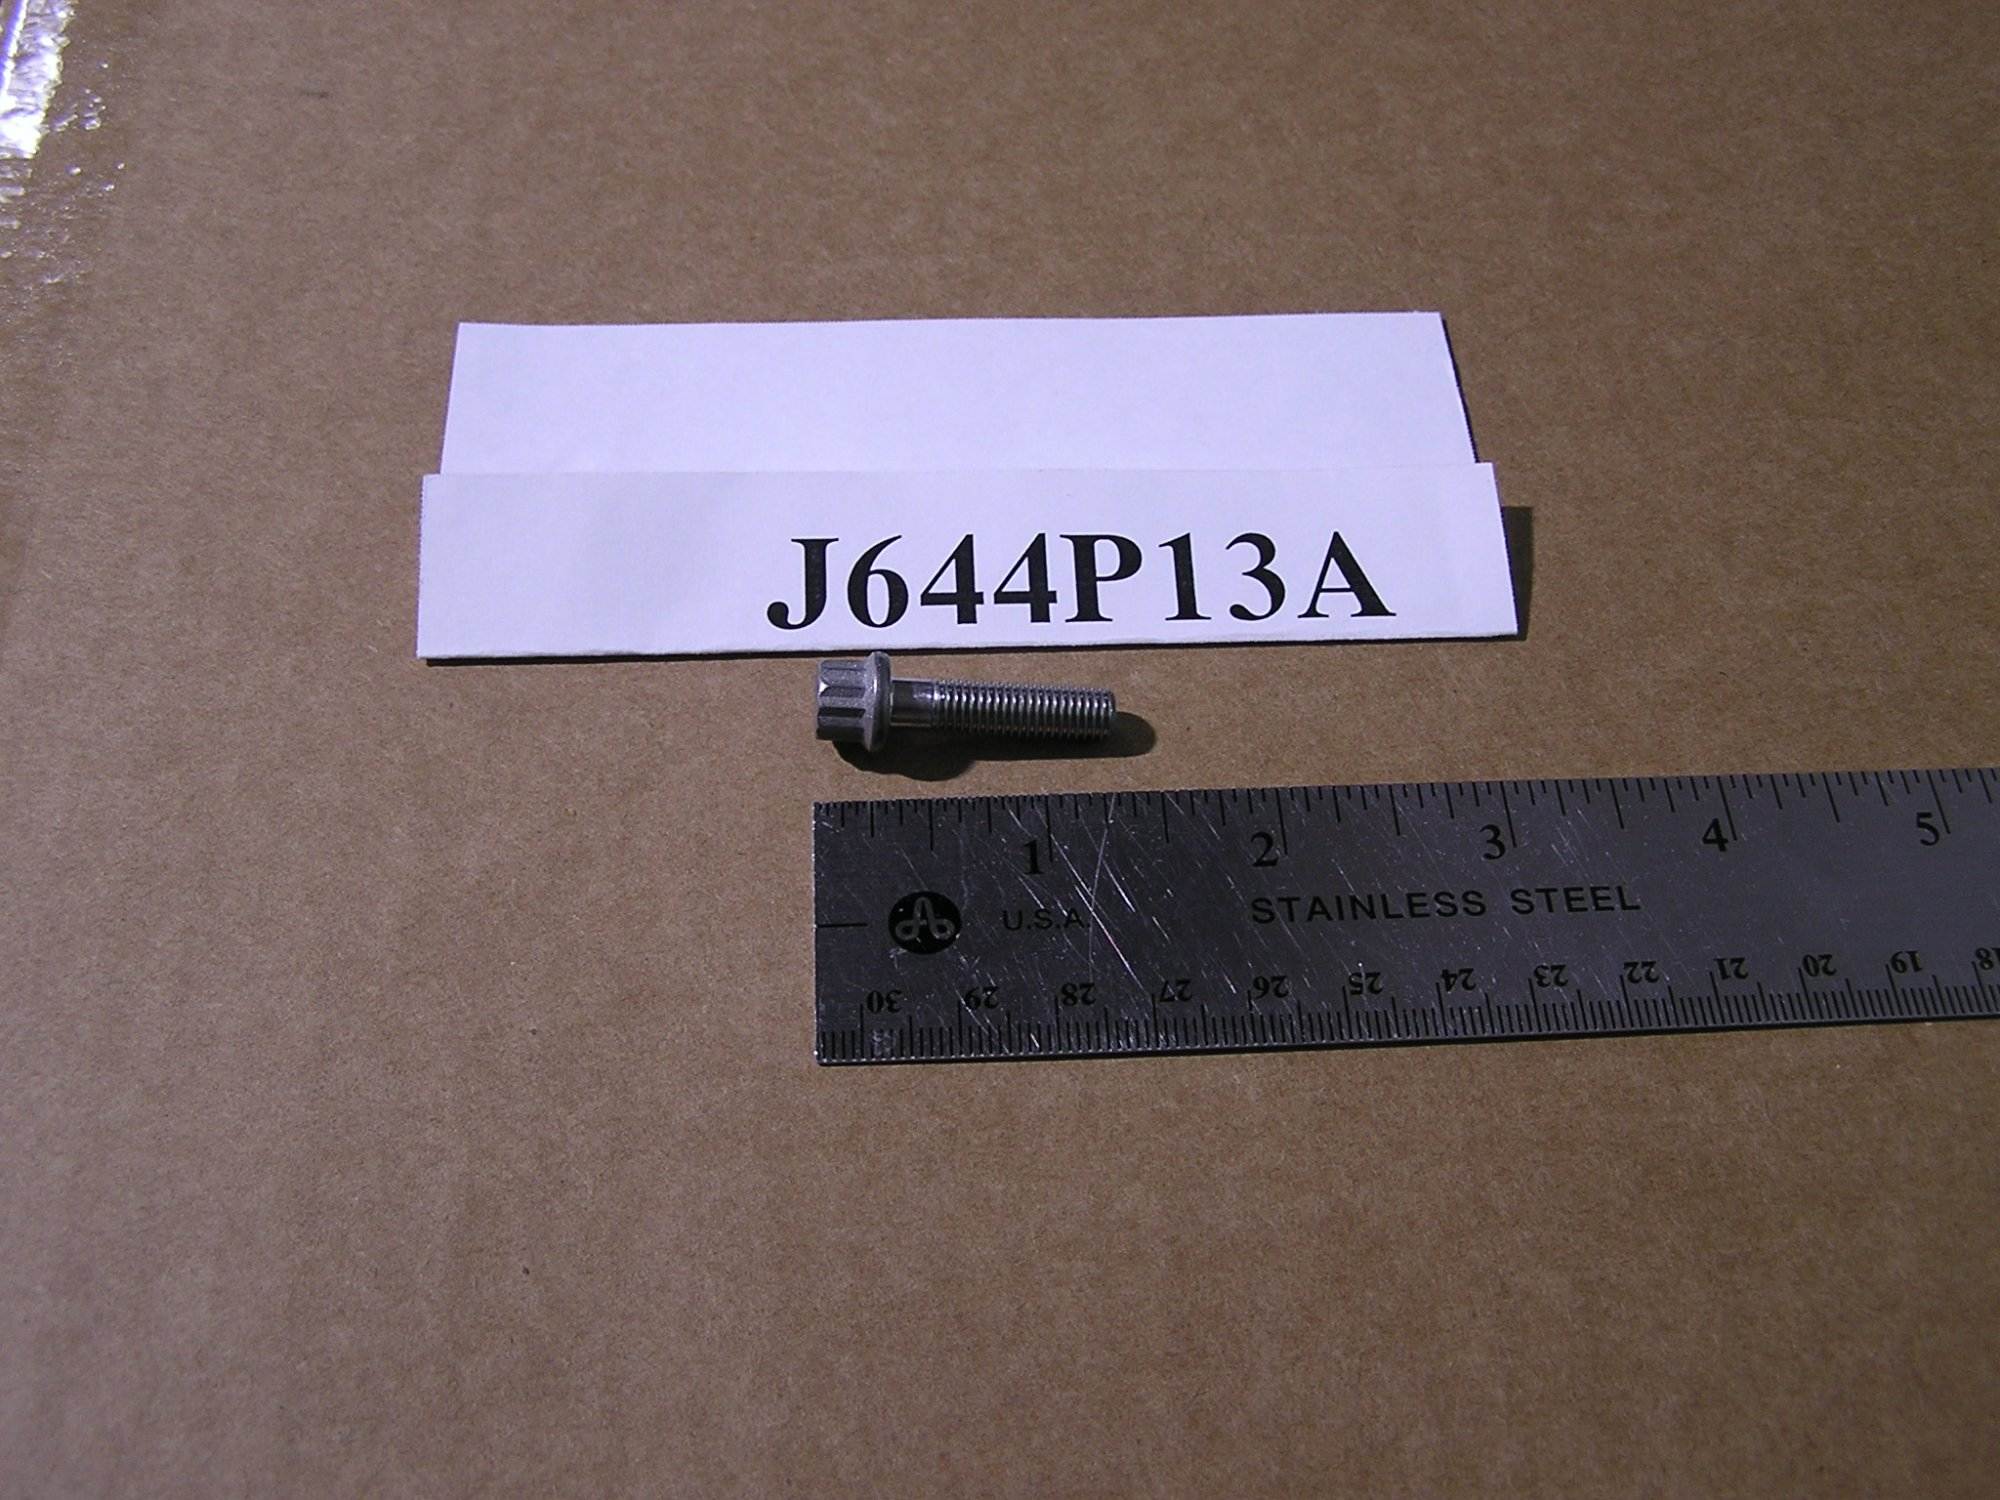 J644P13A
1 2 3 4 5
U.S.A. STAINLESS STEEL
30 29 28 27 26 25 24 23 22 21 20 19 18